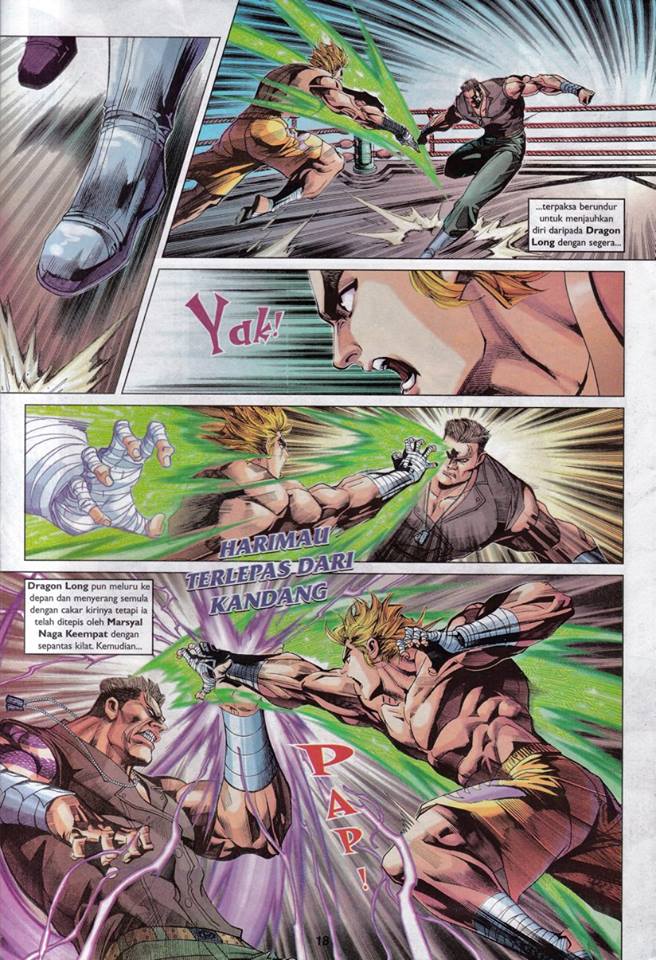 ...terpaksa berundur
untuk menjauhkan
diri daripada Dragon
Long dengan segera...
Yak!
HARIMAU
TERLEPAS DARI
KANDANG
Dragon Long pun meluru ke
depan dan menyerang semula
dengan cakar kirinya tetapi ia
telah ditepis oleh Marsyal
Naga Keempat dengan
sepantas kilat. Kemudian...
PAP!
18